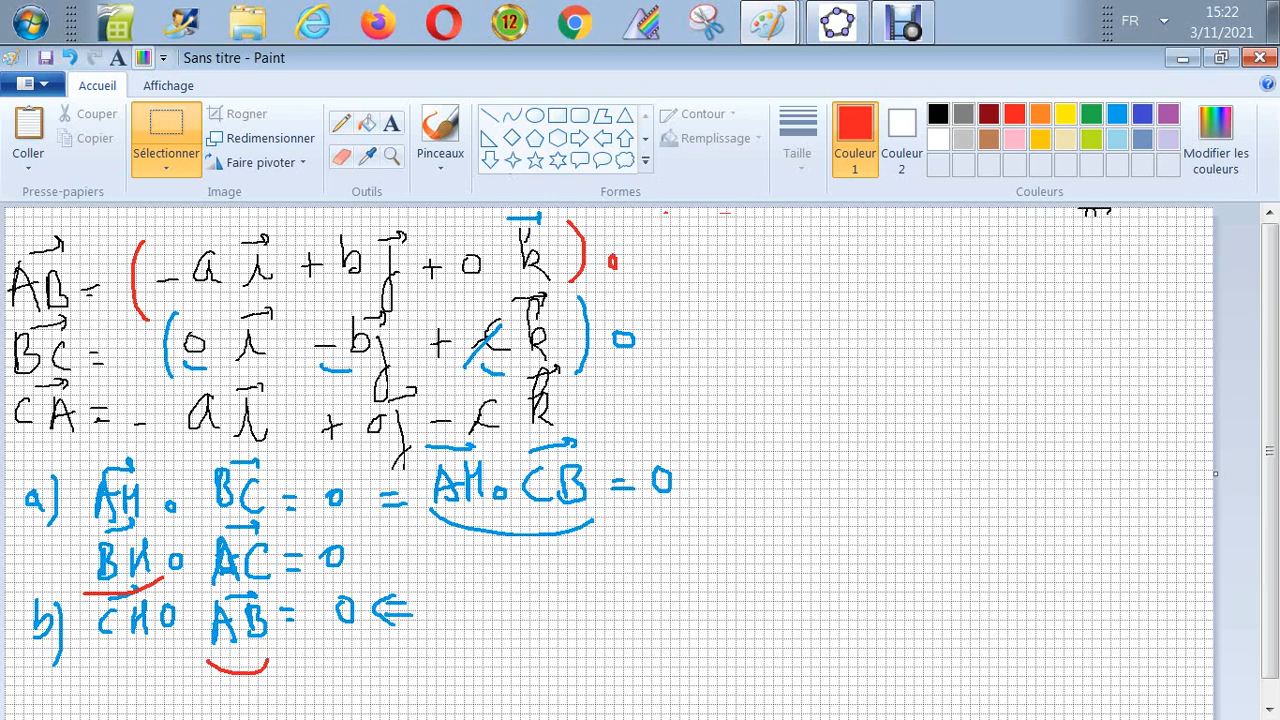 12
FR
15:22
3/11/2021
Sans titre - Paint
Accueil Affichage
Coller
Couper
Copier
Presse-papiers
Sélectionner
Rogner
Redimensionner
Faire pivoter
Image
A
Outils
Pinceaux
Contour
Remplissage
Formes
Taille
Couleur 1
Couleur 2
Modifier les couleurs
Couleurs
AB = (- a i + b j + 0 k) .
BC = (0 i - b j + c k) 0
CA = - a i + 0 j - c k
a) AH . BC = 0 = AH . CB = 0
BH . AC = 0
b) CH . AB = 0 ⇐